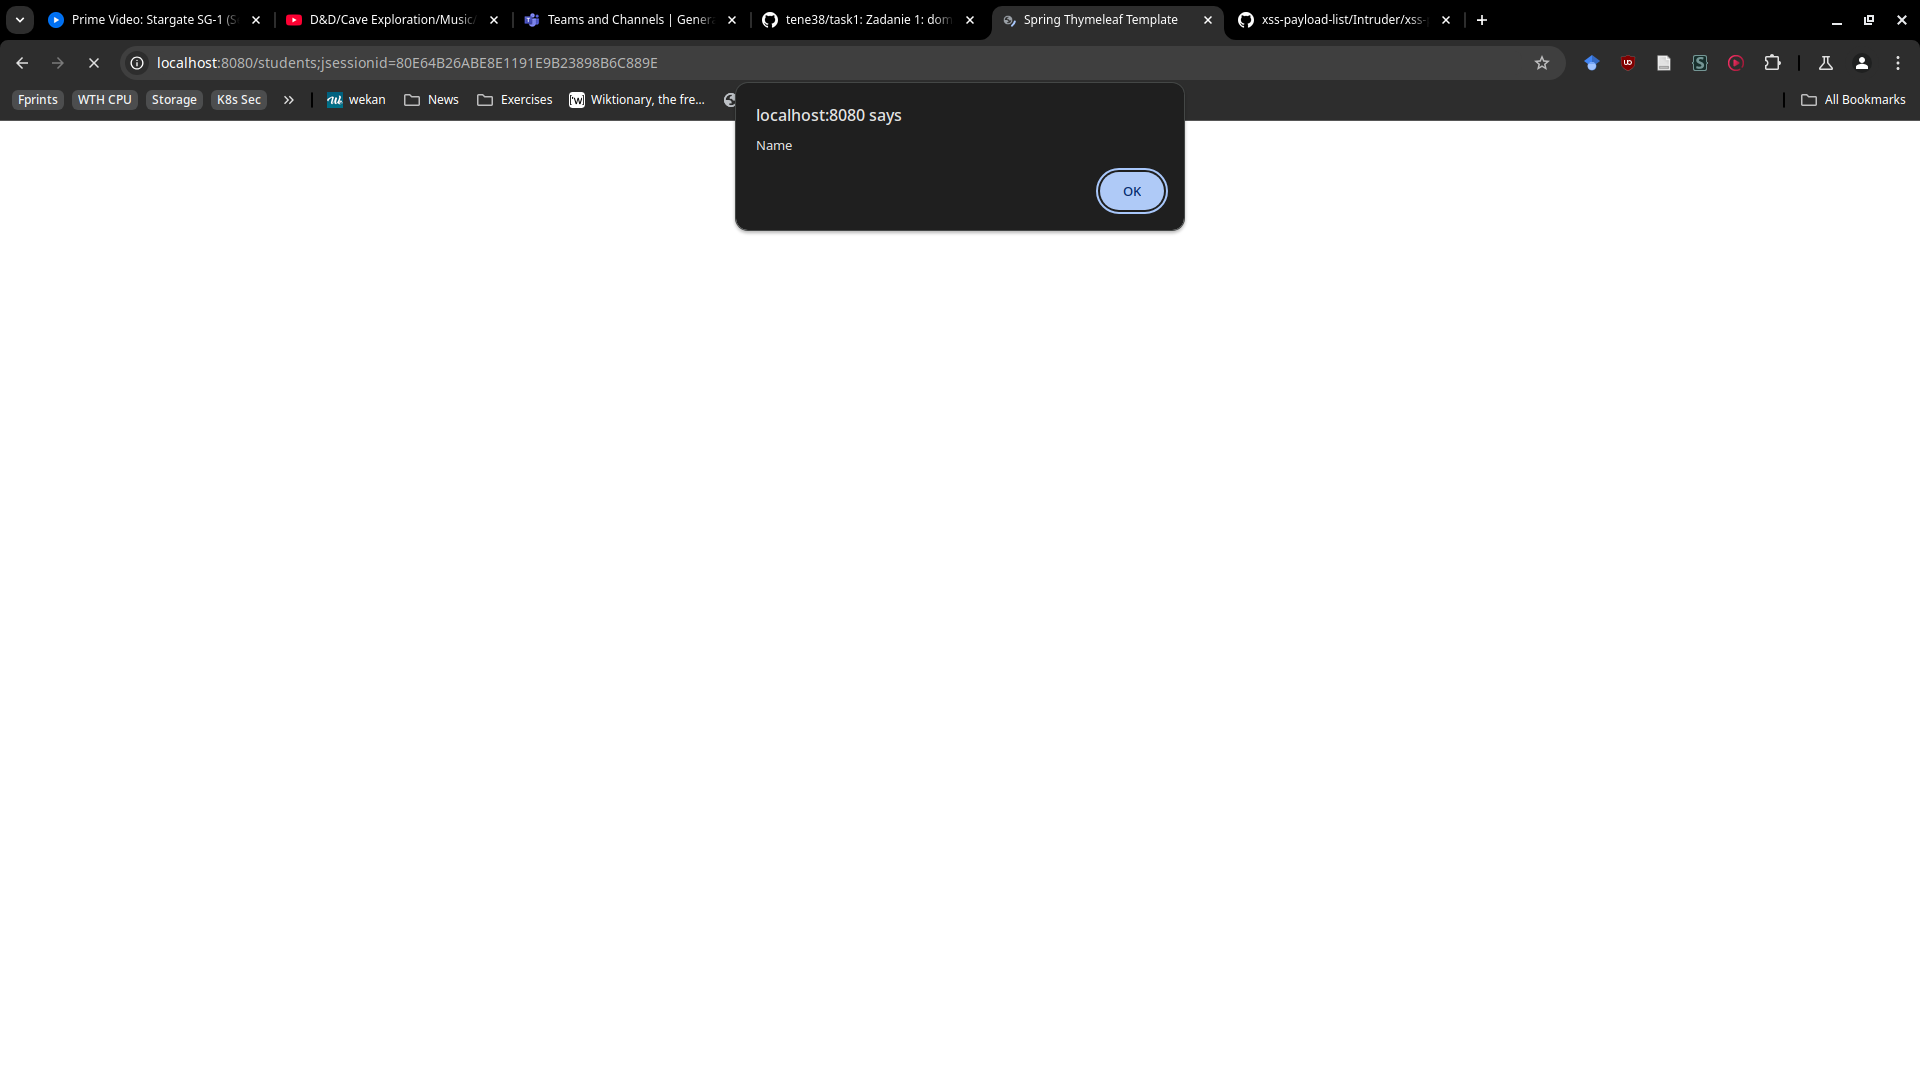 Prime Video: Stargate SG-1 (S
D&D/Cave Exploration/Music/
Teams and Channels | Genera
tene38/task1: Zadanie 1: dom
Spring Thymeleaf Template
xss-payload-list/Intruder/xss-
localhost:8080/students;jsessionid=80E64B26ABE8E1191E9B23898B6C889E
Fprints
WTH CPU
Storage
K8s Sec
wekan
News
Exercises
Wiktionary, the fre...
All Bookmarks
localhost:8080 says
Name
OK